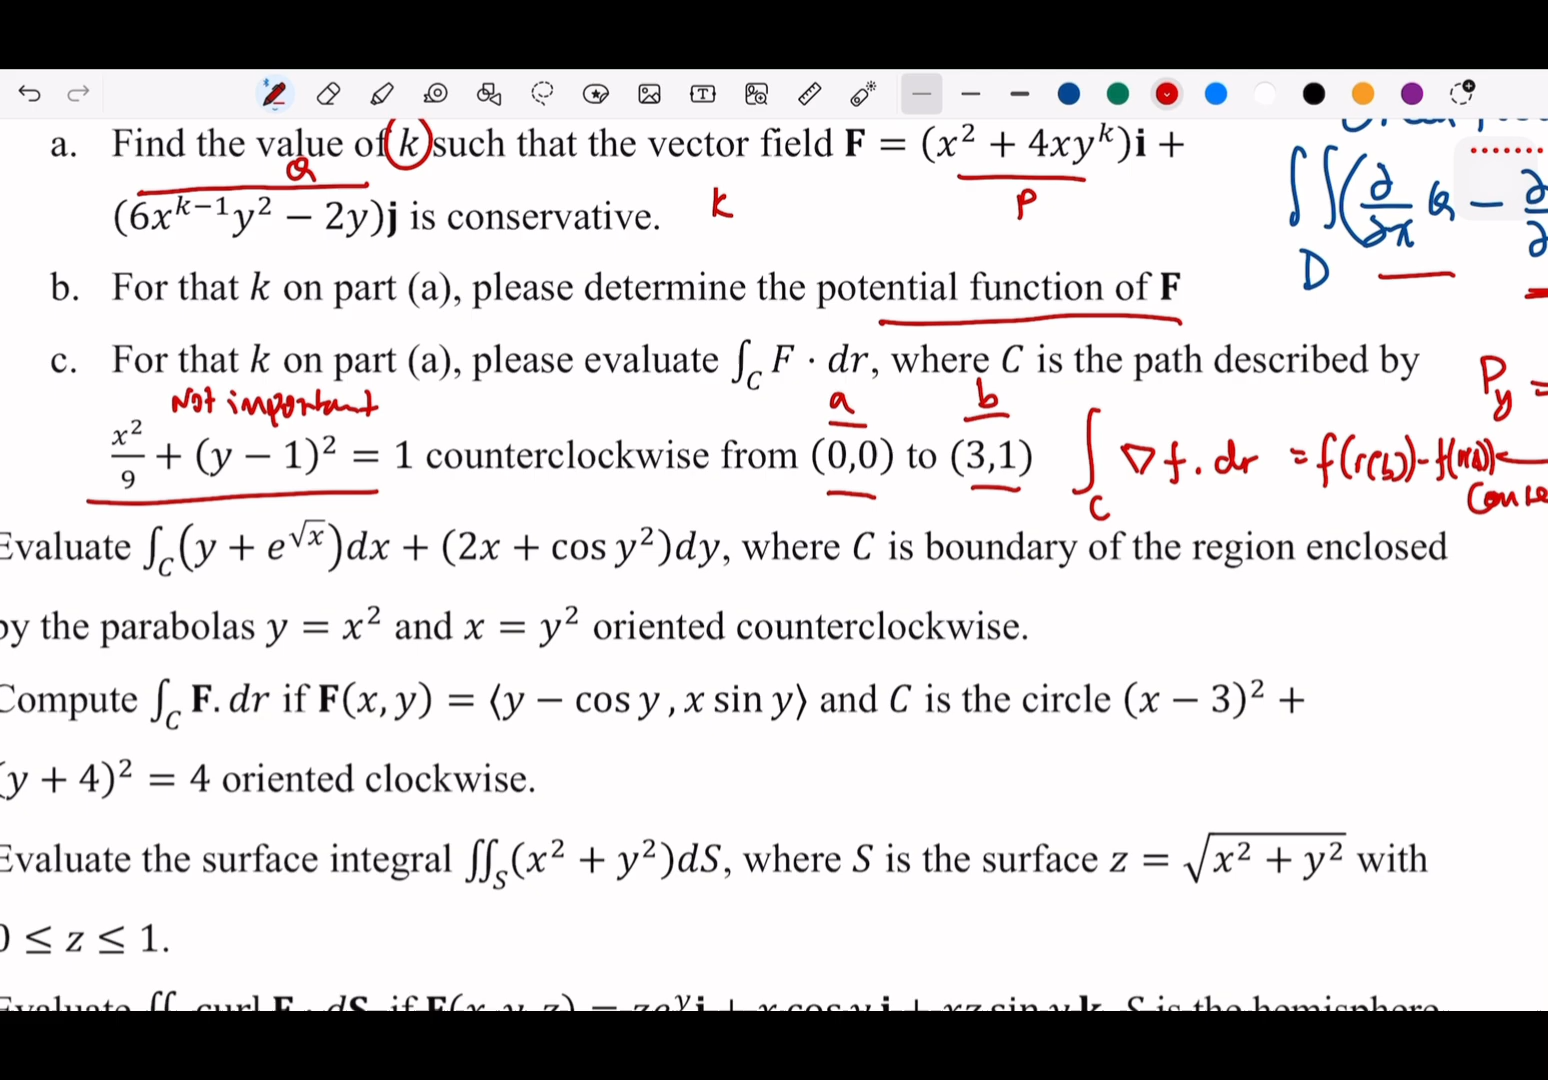 a. Find the value of k such that the vector field F = (x² + 4xyᵏ)i +
Q
k
P
(6xᵏ⁻¹y² − 2y)j is conservative.
∬_D (∂/∂x Q −
b. For that k on part (a), please determine the potential function of F
c. For that k on part (a), please evaluate ∫_C F · dr, where C is the path described by
Not important
a
b
P_y =
x²/9 + (y − 1)² = 1 counterclockwise from (0,0) to (3,1)
∫_C ∇f . dr = f(r(b)) - f(r(a))
Evaluate ∫_C (y + e^√x)dx + (2x + cos y²)dy, where C is boundary of the region enclosed
by the parabolas y = x² and x = y² oriented counterclockwise.
Compute ∫_C F. dr if F(x, y) = ⟨y − cos y , x sin y⟩ and C is the circle (x − 3)² +
(y + 4)² = 4 oriented clockwise.
Evaluate the surface integral ∬_S (x² + y²)dS, where S is the surface z = √(x² + y²) with
0 ≤ z ≤ 1.